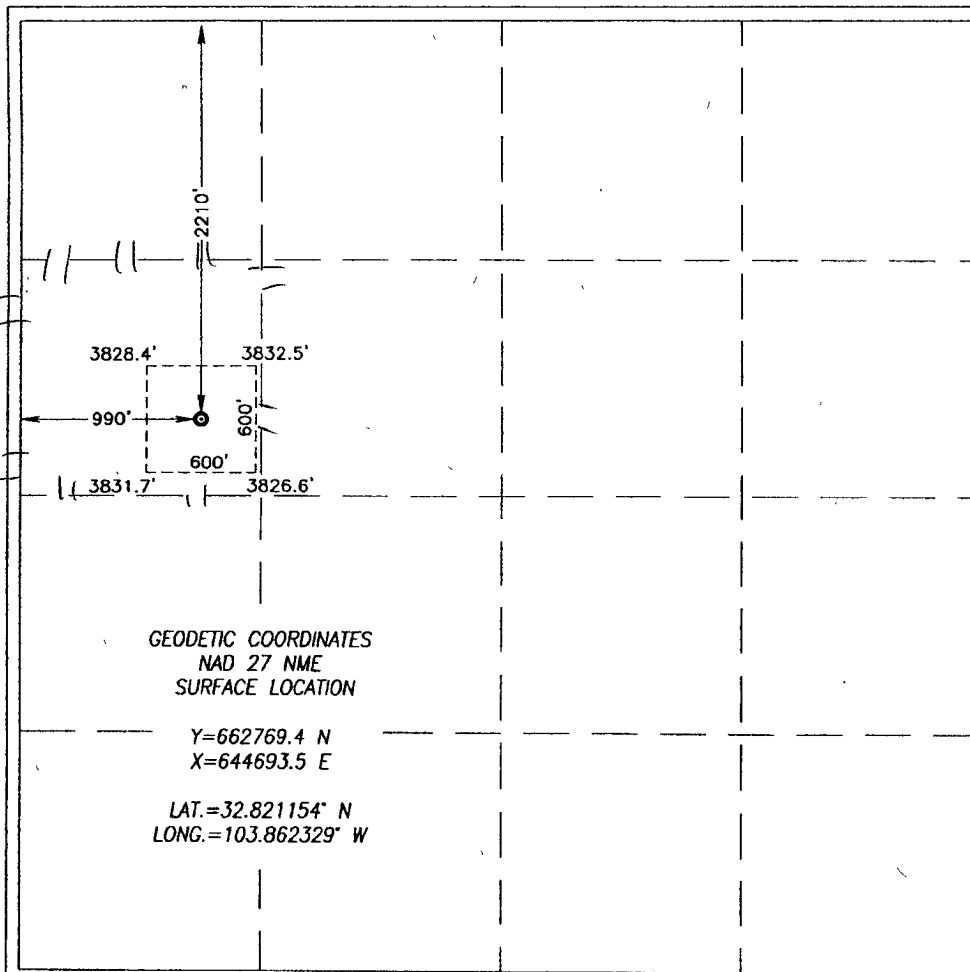 2210'
3828.4' 3832.5'
990'
600'
600'
3831.7' 3826.6'
GEODETIC COORDINATES
NAD 27 NME
SURFACE LOCATION
Y=662769.4 N
X=644693.5 E
LAT.=32.821154° N
LONG.=103.862329° W